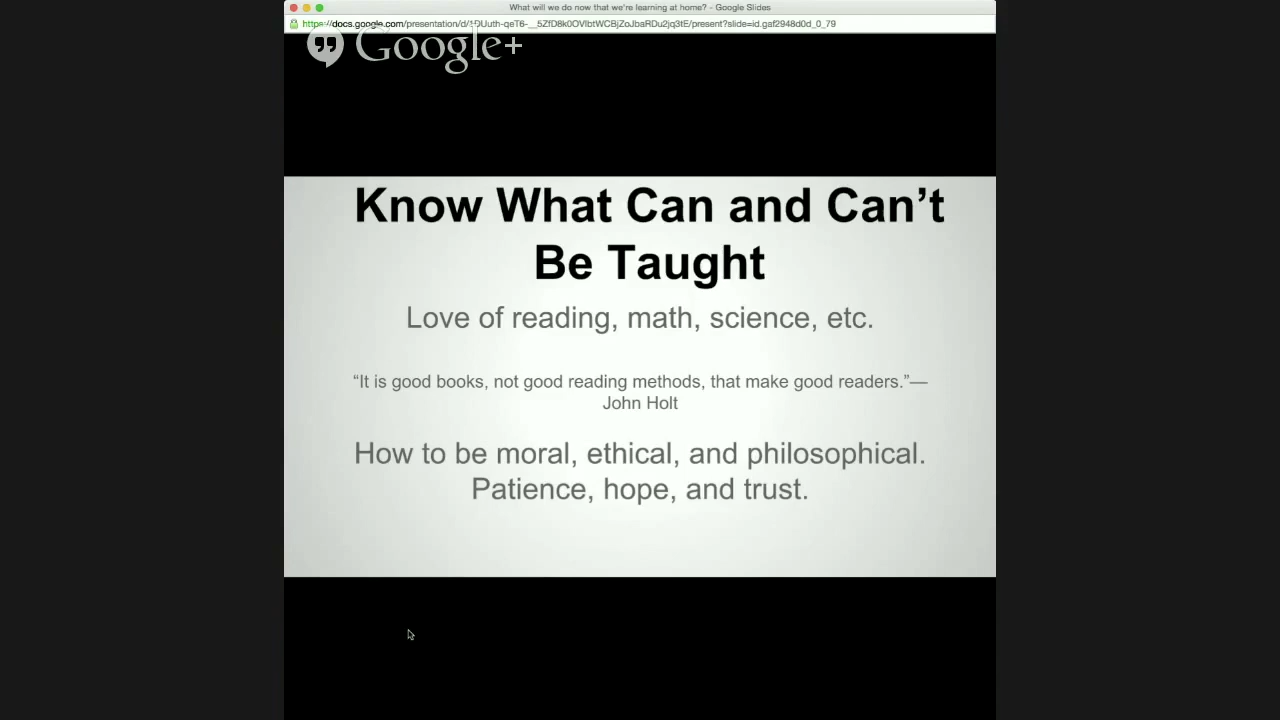 What will we do now that we're learning at home? - Google Slides
Google+
Know What Can and Can’t
Be Taught
Love of reading, math, science, etc.
“It is good books, not good reading methods, that make good readers.”—
John Holt
How to be moral, ethical, and philosophical.
Patience, hope, and trust.